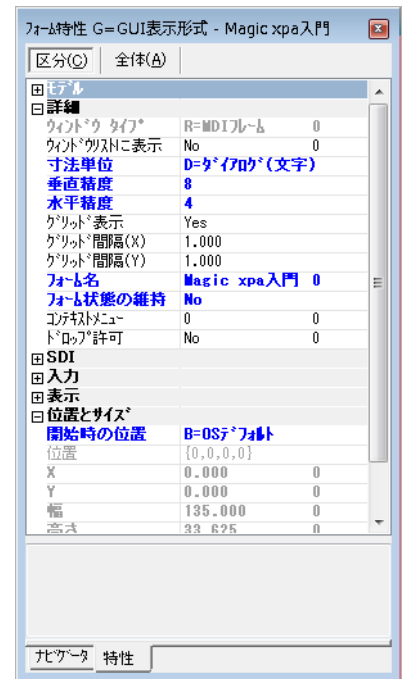 ﾌｫｰﾑ特性 G=GUI表示形式 - Magic xpa入門
区分(C) 全体(A)
ﾓﾃﾞﾙ
詳細
ｳｨﾝﾄﾞｳ ﾀｲﾌﾟ R=MDIﾌﾚｰﾑ 0
ｳｨﾝﾄﾞｳﾘｽﾄに表示 No 0
寸法単位 D=ﾀﾞｲｱﾛｸﾞ(文字)
垂直精度 8
水平精度 4
ｸﾞﾘｯﾄﾞ表示 Yes
ｸﾞﾘｯﾄﾞ間隔(X) 1.000
ｸﾞﾘｯﾄﾞ間隔(Y) 1.000
ﾌｫｰﾑ名 Magic xpa入門 0
ﾌｫｰﾑ状態の維持 No
ｺﾝﾃｷｽﾄﾒﾆｭｰ 0 0
ﾄﾞﾛｯﾌﾟ許可 No 0
SDI
入力
表示
位置とｻｲｽﾞ
開始時の位置 B=OSﾃﾞﾌｫﾙﾄ
位置 {0,0,0,0}
X 0.000 0
Y 0.000 0
幅 135.000 0
高さ 33.625 0
ﾅﾋﾞｹﾞｰﾀ 特性